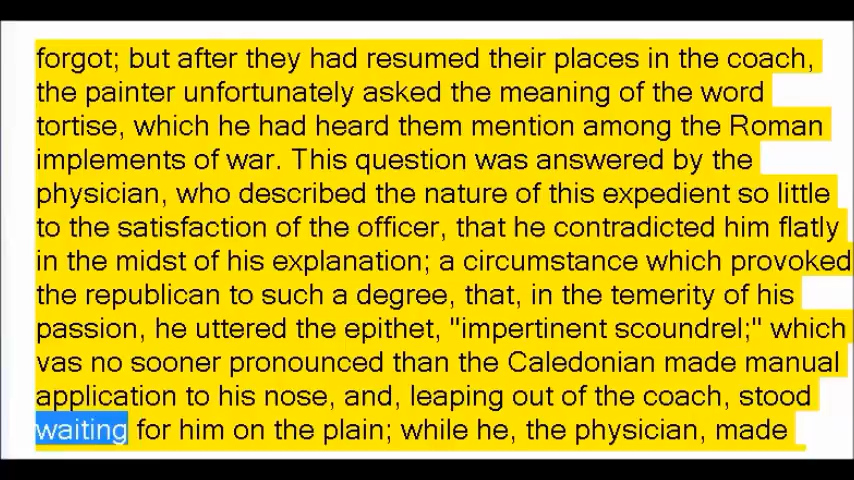 forgot; but after they had resumed their places in the coach,
the painter unfortunately asked the meaning of the word
tortise, which he had heard them mention among the Roman
implements of war. This question was answered by the
physician, who described the nature of this expedient so little
to the satisfaction of the officer, that he contradicted him flatly
in the midst of his explanation; a circumstance which provoked
the republican to such a degree, that, in the temerity of his
passion, he uttered the epithet, "impertinent scoundrel;" which
vas no sooner pronounced than the Caledonian made manual
application to his nose, and, leaping out of the coach, stood
waiting for him on the plain; while he, the physician, made